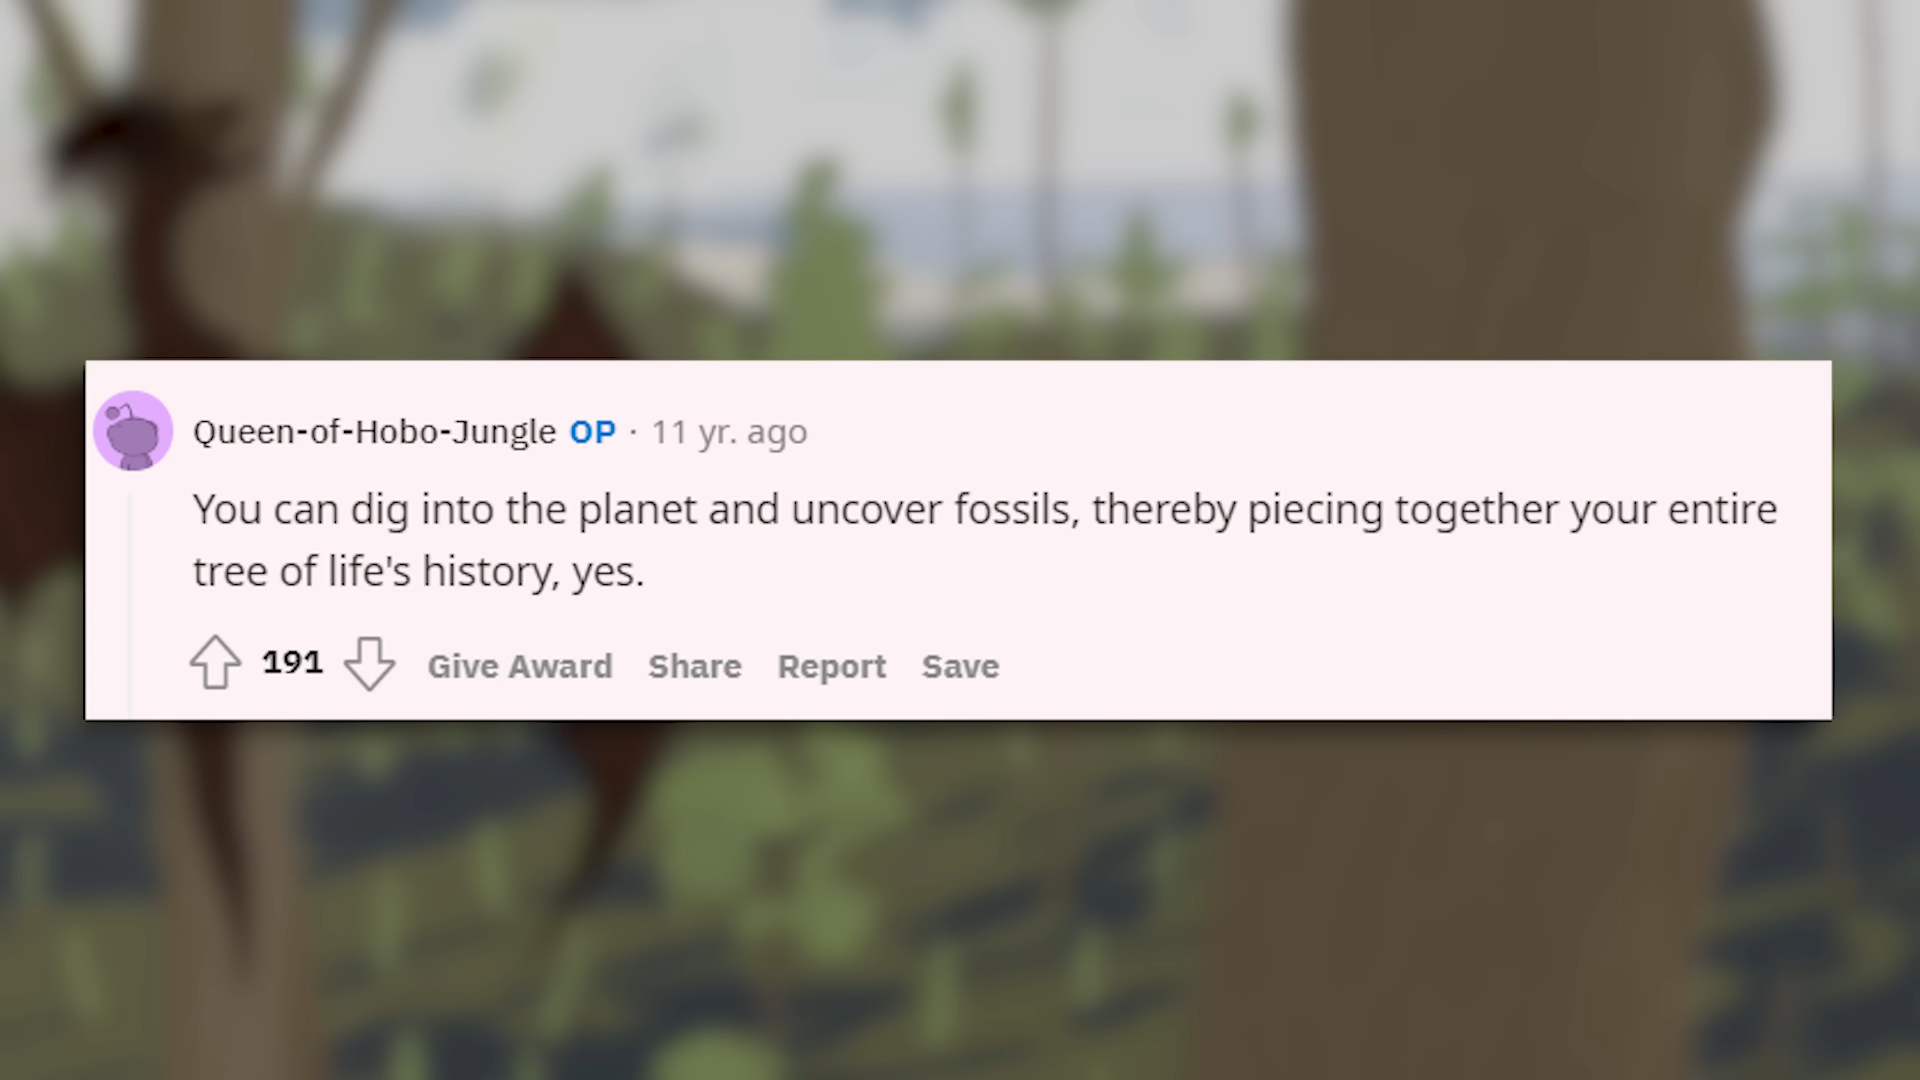 Queen-of-Hobo-Jungle OP · 11 yr. ago
You can dig into the planet and uncover fossils, thereby piecing together your entire
tree of life's history, yes.
191 Give Award Share Report Save